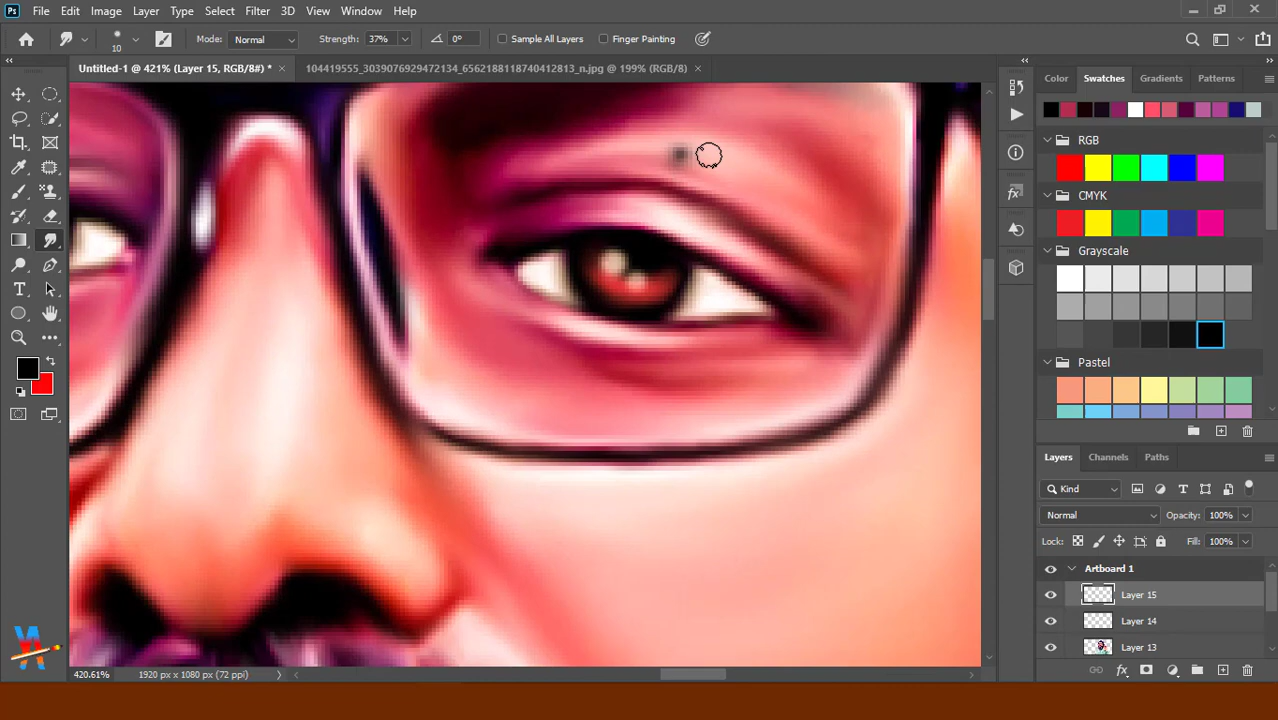 Ps File Edit Image Layer Type Select Filter 3D View Window Help
10 Mode: Normal Strength: 37% 0° Sample All Layers Finger Painting
Untitled-1 @ 421% (Layer 15, RGB/8#) * × 104419555_3039076929472134_6562188118740412813_n.jpg @ 199% (RGB/8) ×
Color Swatches Gradients Patterns
RGB
CMYK
Grayscale
Pastel
Layers Channels Paths
Kind
Normal Opacity: 100%
Lock: Fill: 100%
Artboard 1
Layer 15
Layer 14
Layer 13
420.61% 1920 px x 1080 px (72 ppi)